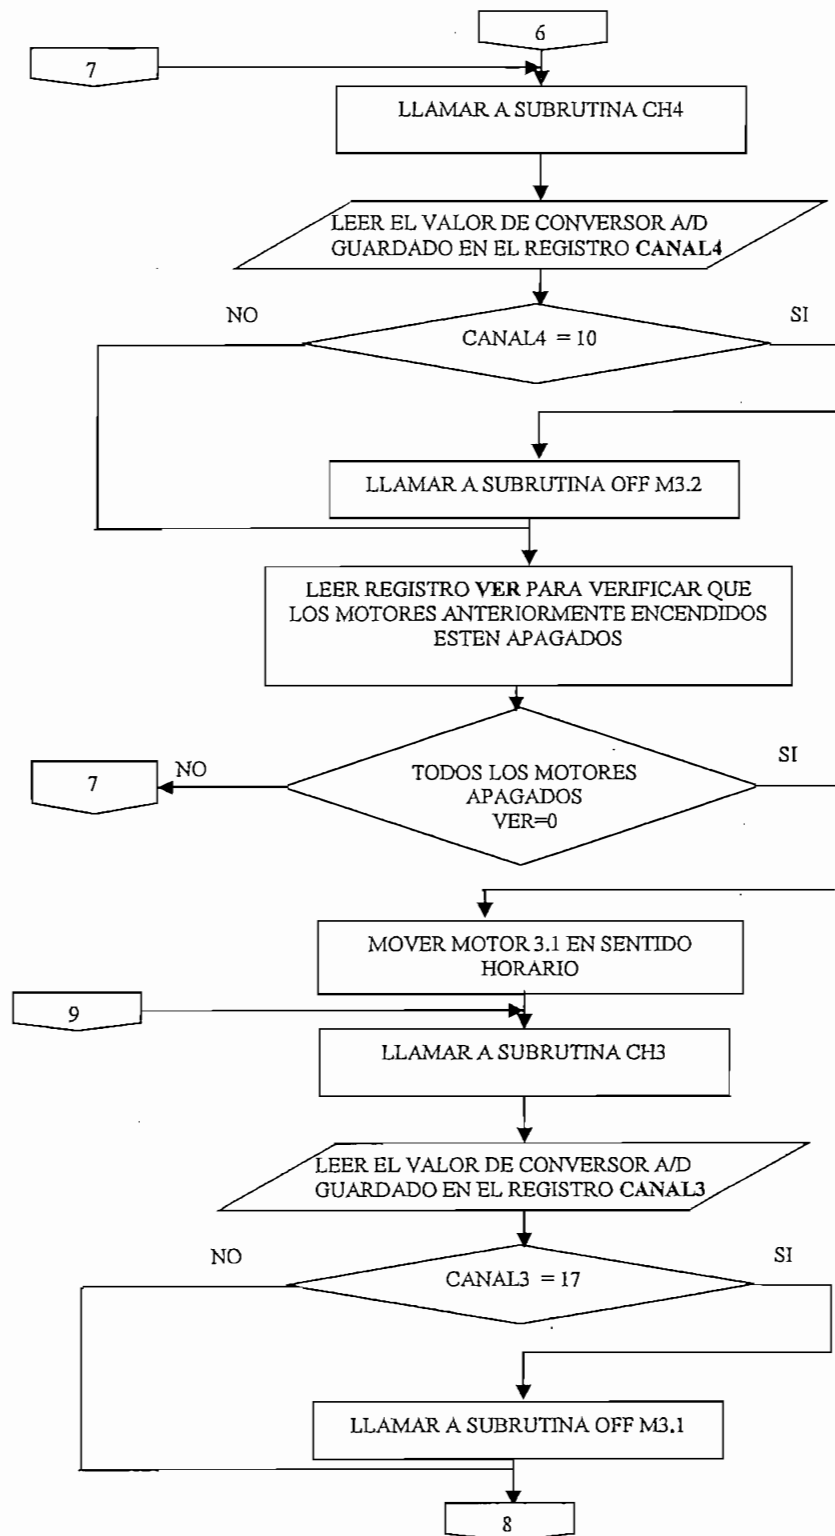 6
7
LLAMAR A SUBRUTINA CH4
LEER EL VALOR DE CONVERSOR A/D
GUARDADO EN EL REGISTRO CANAL4
NO
SI
CANAL4 = 10
LLAMAR A SUBRUTINA OFF M3.2
LEER REGISTRO VER PARA VERIFICAR QUE
LOS MOTORES ANTERIORMENTE ENCENDIDOS
ESTEN APAGADOS
7
NO
SI
TODOS LOS MOTORES
APAGADOS
VER=0
MOVER MOTOR 3.1 EN SENTIDO
HORARIO
9
LLAMAR A SUBRUTINA CH3
LEER EL VALOR DE CONVERSOR A/D
GUARDADO EN EL REGISTRO CANAL3
NO
SI
CANAL3 = 17
LLAMAR A SUBRUTINA OFF M3.1
8